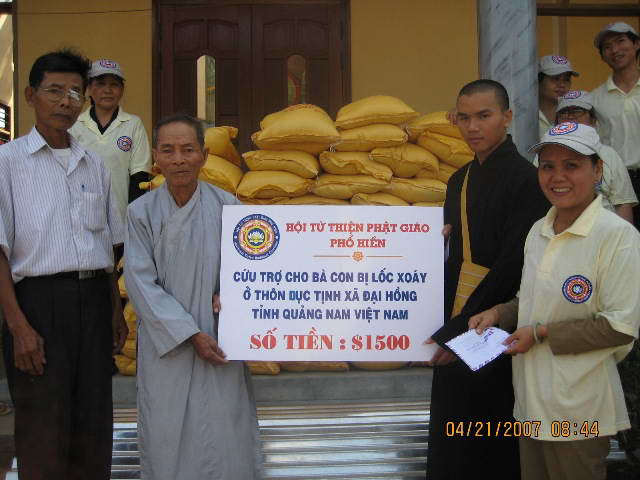 HỘI TỪ THIỆN PHẬT GIÁO
PHỔ HIỀN
CỨU TRỢ CHO BÀ CON BỊ LỐC XOÁY
Ở THÔN DỤC TỊNH XÃ ĐẠI HỒNG
TỈNH QUẢNG NAM VIỆT NAM
SỐ TIỀN : $1500
04/21/2007 08:44